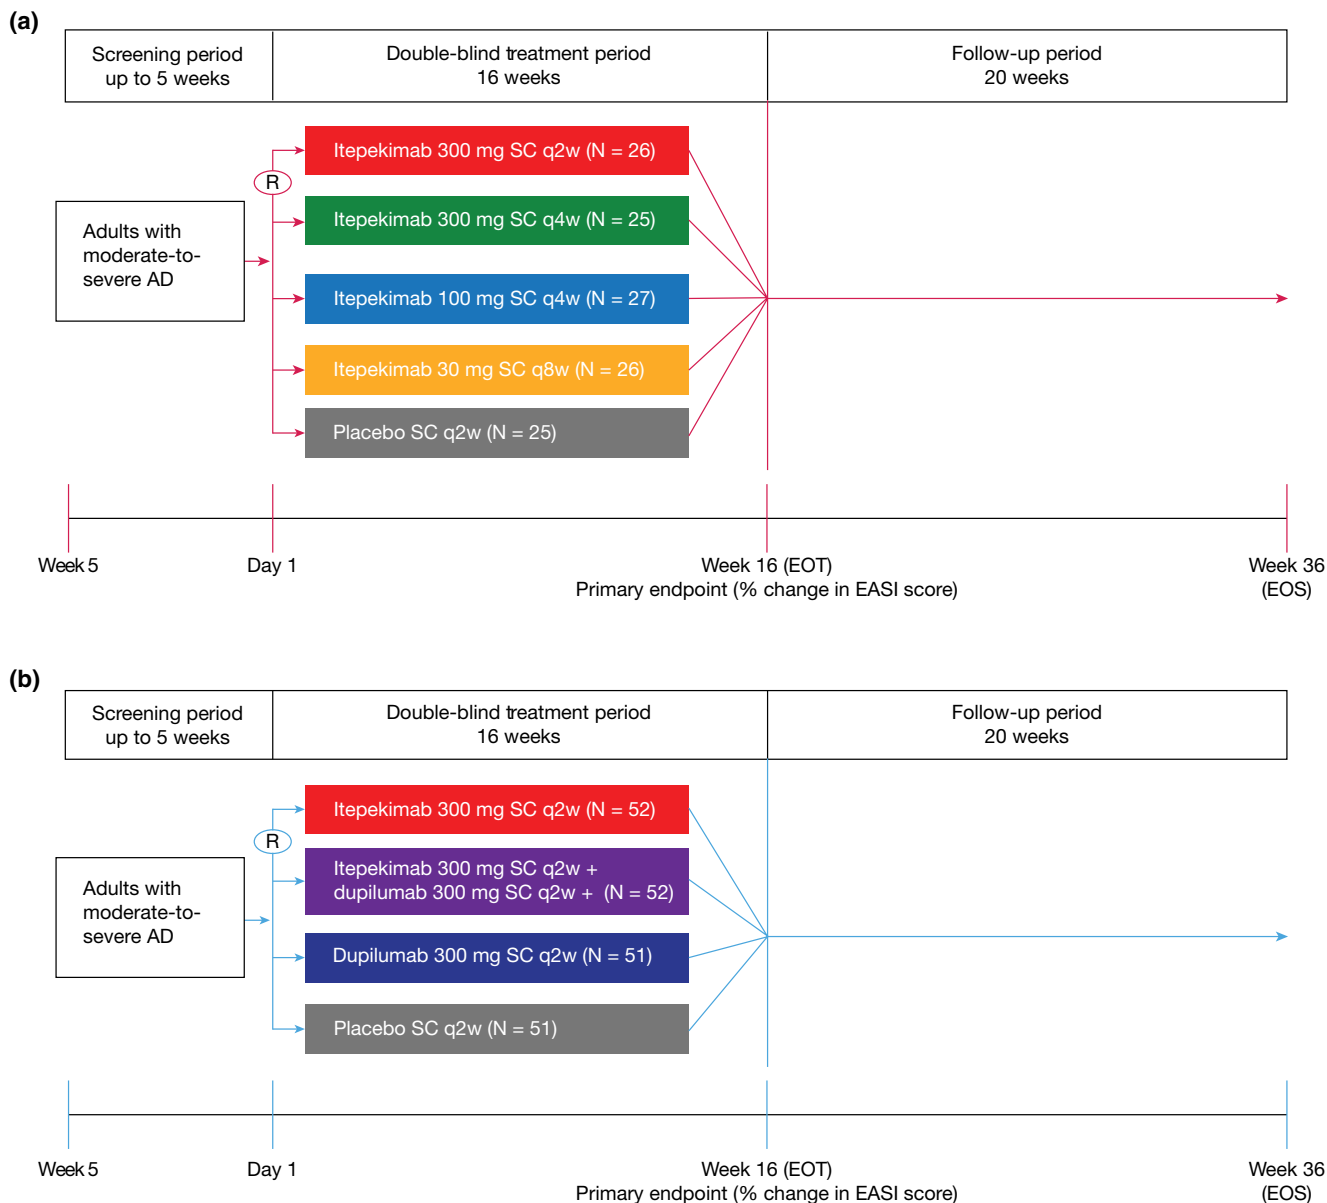 (a)
Screening period
up to 5 weeks
Double-blind treatment period
16 weeks
Follow-up period
20 weeks
Itepekimab 300 mg SC q2w (N = 26)
R
Itepekimab 300 mg SC q4w (N = 25)
Adults with
moderate-to-
severe AD
Itepekimab 100 mg SC q4w (N = 27)
Itepekimab 30 mg SC q8w (N = 26)
Placebo SC q2w (N = 25)
Week 5
Day 1
Week 16 (EOT)
Primary endpoint (% change in EASI score)
Week 36
(EOS)
(b)
Screening period
up to 5 weeks
Double-blind treatment period
16 weeks
Follow-up period
20 weeks
Itepekimab 300 mg SC q2w (N = 52)
R
Itepekimab 300 mg SC q2w +
dupilumab 300 mg SC q2w + (N = 52)
Adults with
moderate-to-
severe AD
Dupilumab 300 mg SC q2w (N = 51)
Placebo SC q2w (N = 51)
Week 5
Day 1
Week 16 (EOT)
Primary endpoint (% change in EASI score)
Week 36
(EOS)